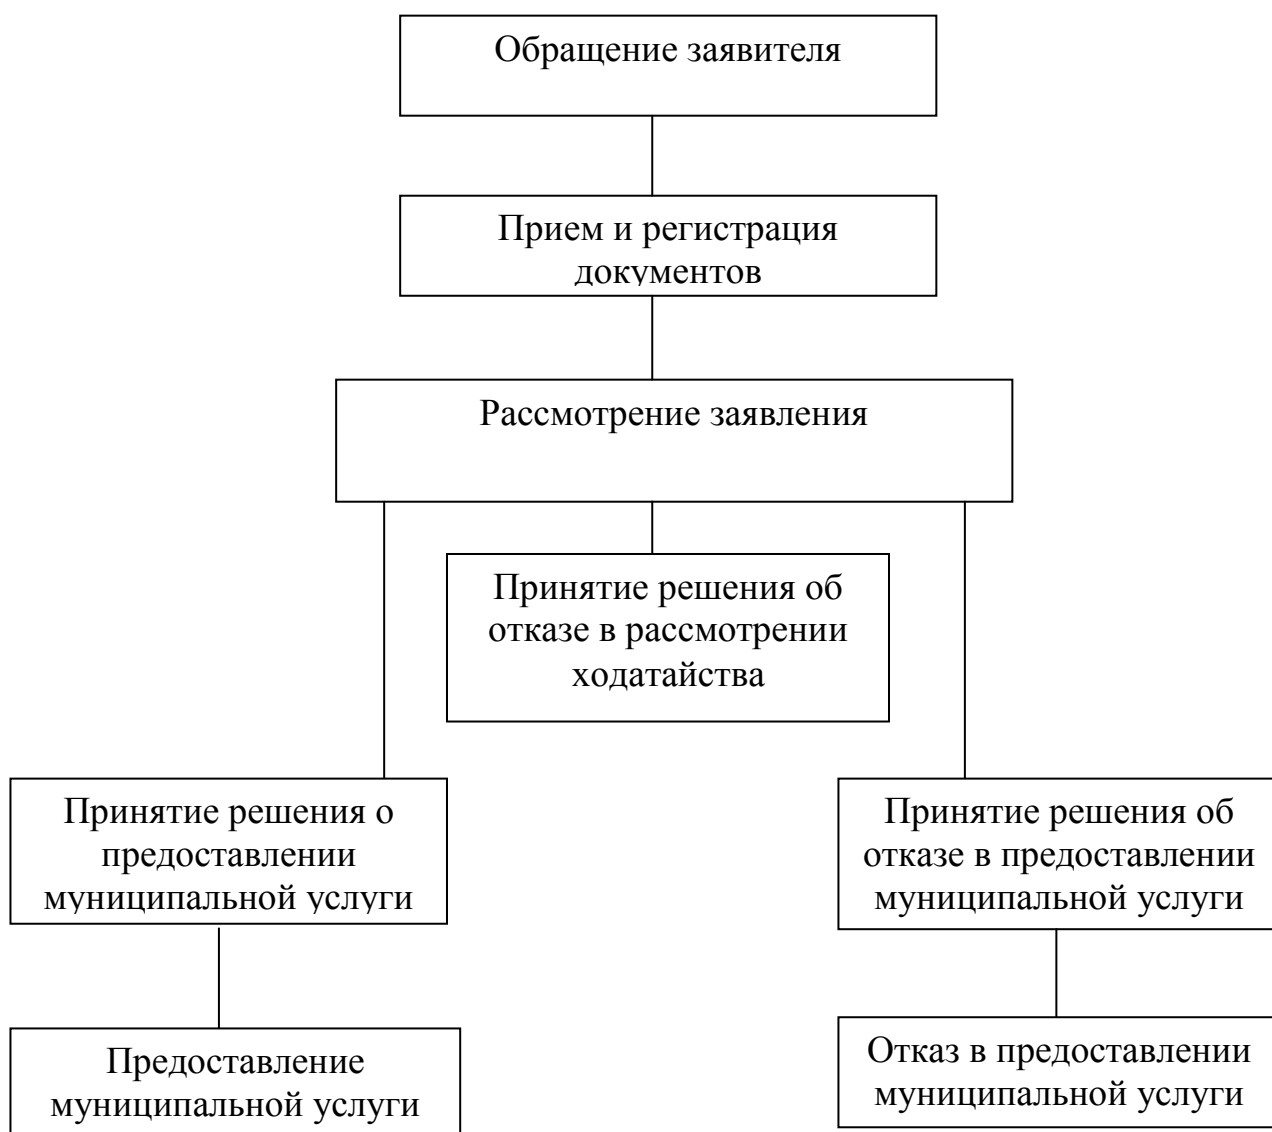 Обращение заявителя
Прием и регистрация
документов
Рассмотрение заявления
Принятие решения об
отказе в рассмотрении
ходатайства
Принятие решения о
предоставлении
муниципальной услуги
Принятие решения об
отказе в предоставлении
муниципальной услуги
Предоставление
муниципальной услуги
Отказ в предоставлении
муниципальной услуги